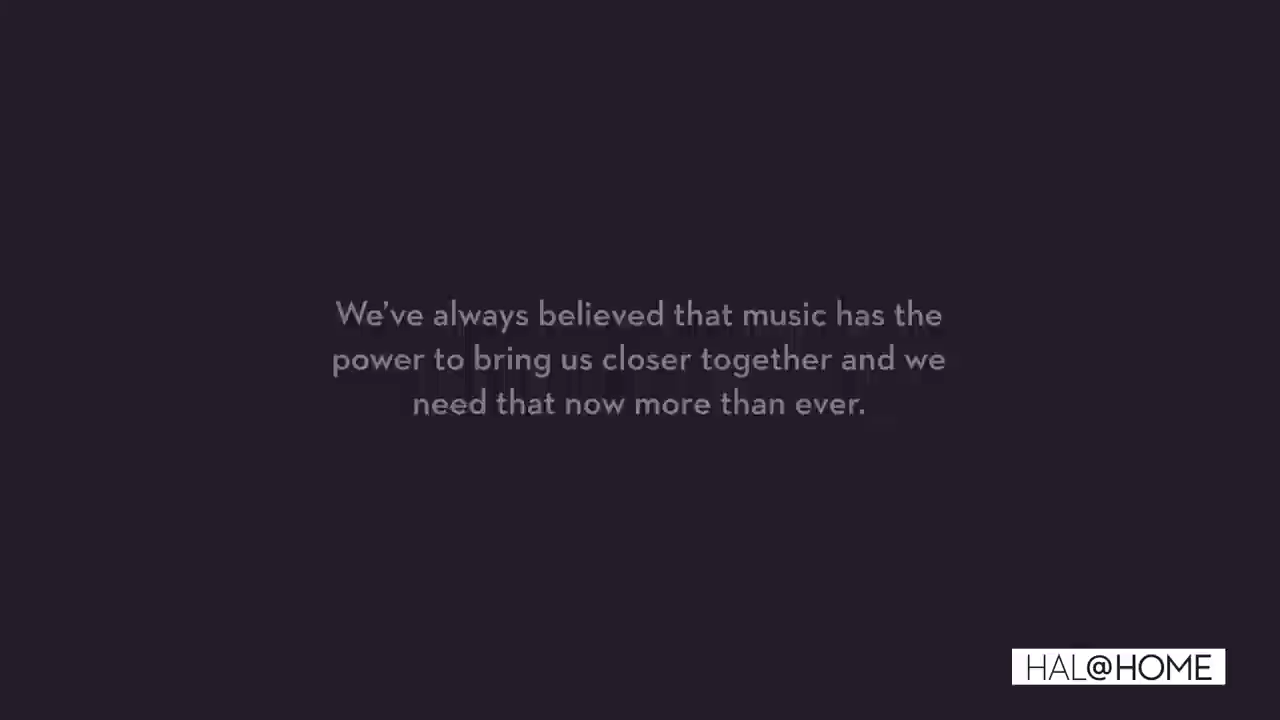 We've always believed that music has the
power to bring us closer together and we
need that now more than ever.
HAL@HOME